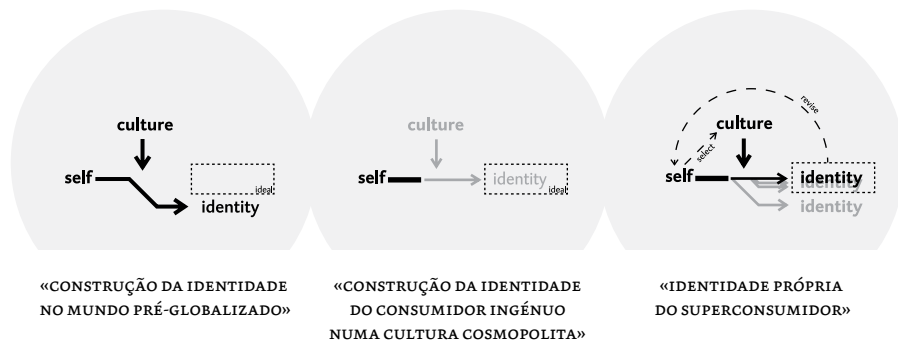 culture
self
ideal
identity
«CONSTRUÇÃO DA IDENTIDADE
NO MUNDO PRÉ-GLOBALIZADO»
culture
self
identity
ideal
«CONSTRUÇÃO DA IDENTIDADE
DO CONSUMIDOR INGÉNUO
NUMA CULTURA COSMOPOLITA»
revise
culture
select
self
identity
identity
identity
«IDENTIDADE PRÓPRIA
DO SUPERCONSUMIDOR»